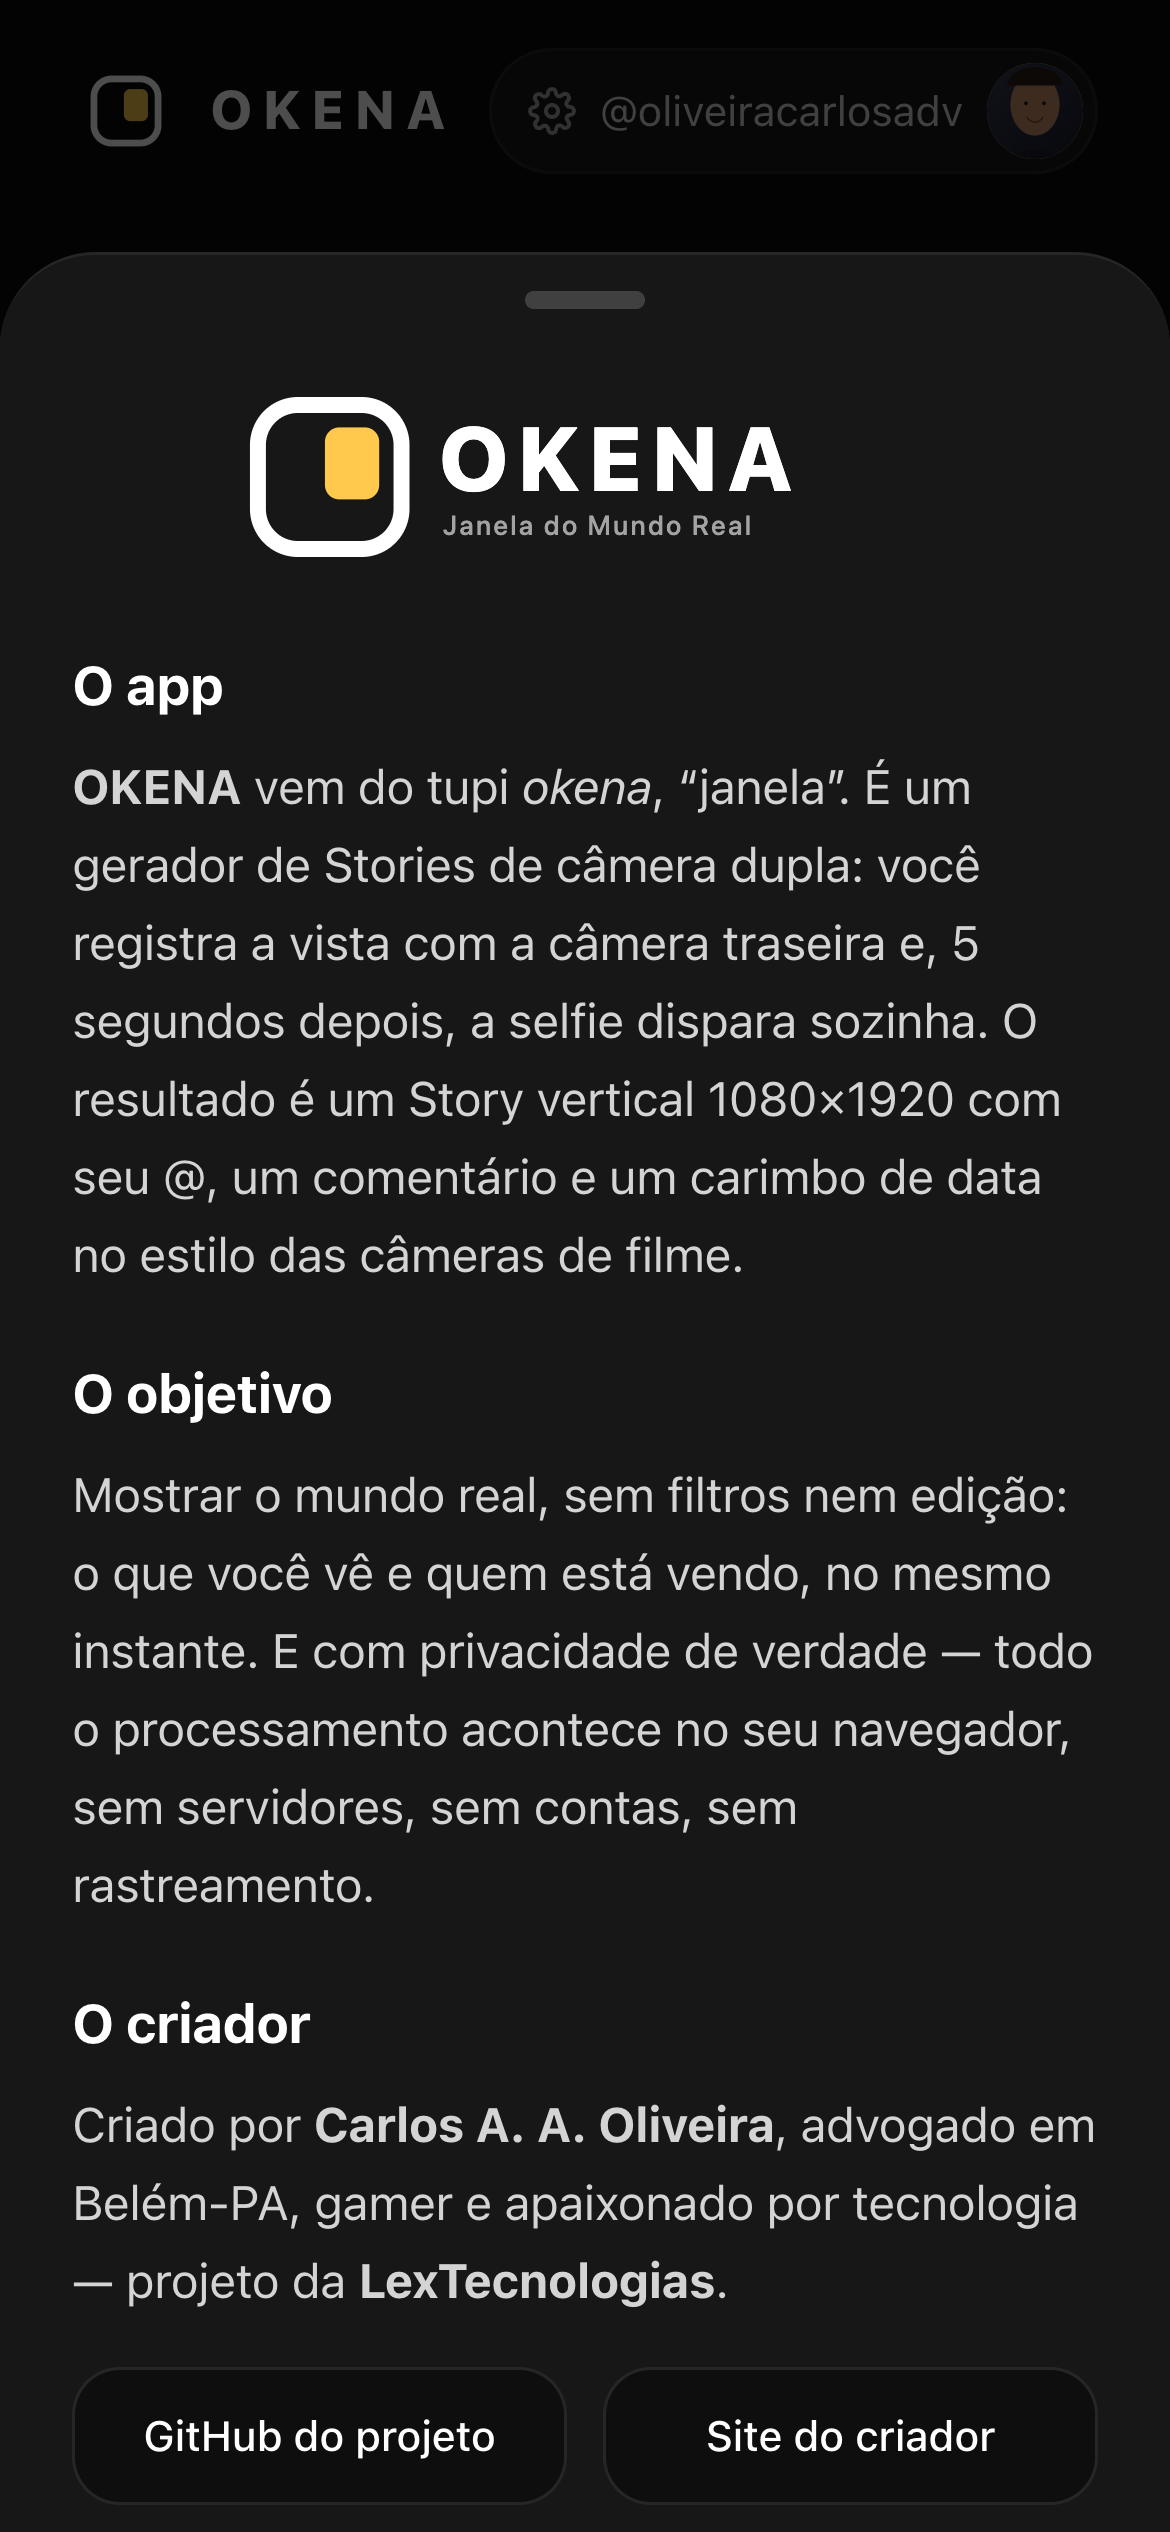 OKENA
@oliveiracarlosadv
OKENA
Janela do Mundo Real
O app
OKENA vem do tupi okena, “janela”. É um
gerador de Stories de câmera dupla: você
registra a vista com a câmera traseira e, 5
segundos depois, a selfie dispara sozinha. O
resultado é um Story vertical 1080×1920 com
seu @, um comentário e um carimbo de data
no estilo das câmeras de filme.
O objetivo
Mostrar o mundo real, sem filtros nem edição:
o que você vê e quem está vendo, no mesmo
instante. E com privacidade de verdade — todo
o processamento acontece no seu navegador,
sem servidores, sem contas, sem
rastreamento.
O criador
Criado por Carlos A. A. Oliveira, advogado em
Belém-PA, gamer e apaixonado por tecnologia
— projeto da LexTecnologias.
GitHub do projeto
Site do criador